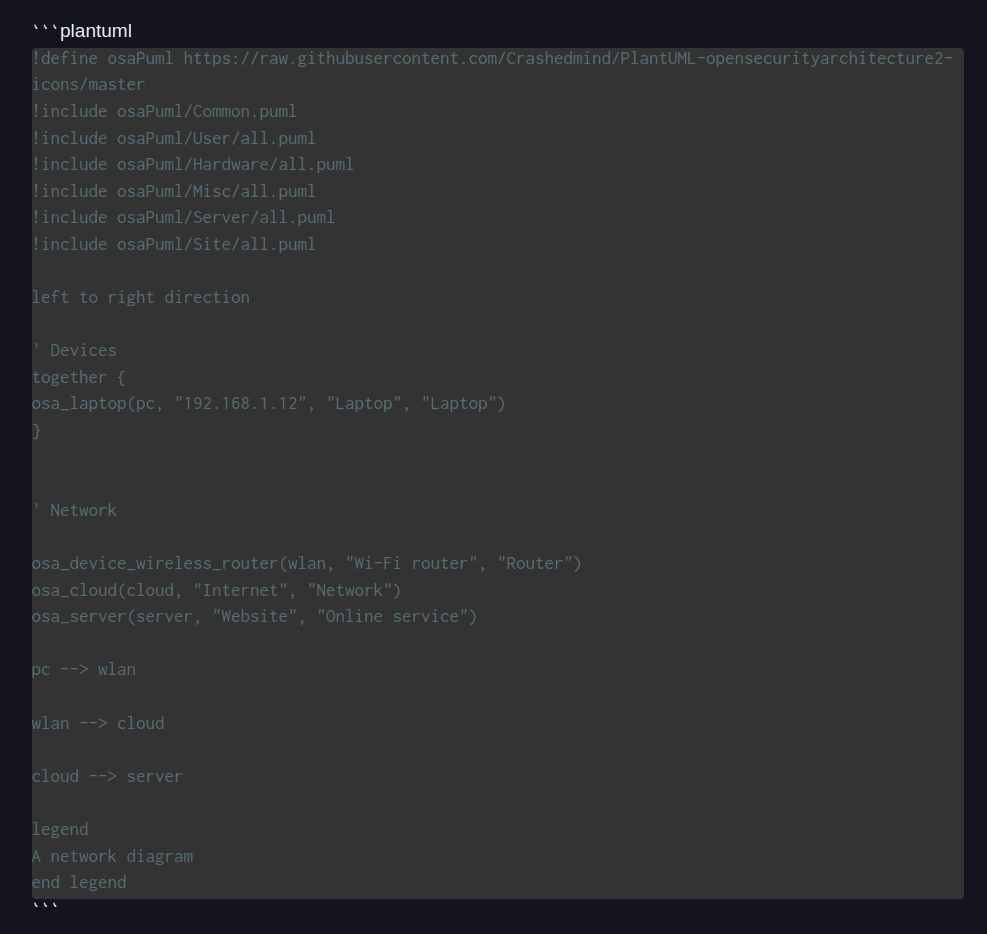 ```plantuml
!define osaPuml https://raw.githubusercontent.com/Crashedmind/PlantUML-opensecurityarchitecture2-
icons/master
!include osaPuml/Common.puml
!include osaPuml/User/all.puml
!include osaPuml/Hardware/all.puml
!include osaPuml/Misc/all.puml
!include osaPuml/Server/all.puml
!include osaPuml/Site/all.puml

left to right direction

' Devices
together {
osa_laptop(pc, "192.168.1.12", "Laptop", "Laptop")
}

' Network

osa_device_wireless_router(wlan, "Wi-Fi router", "Router")
osa_cloud(cloud, "Internet", "Network")
osa_server(server, "Website", "Online service")

pc --> wlan

wlan --> cloud

cloud --> server

legend
A network diagram
end legend
```